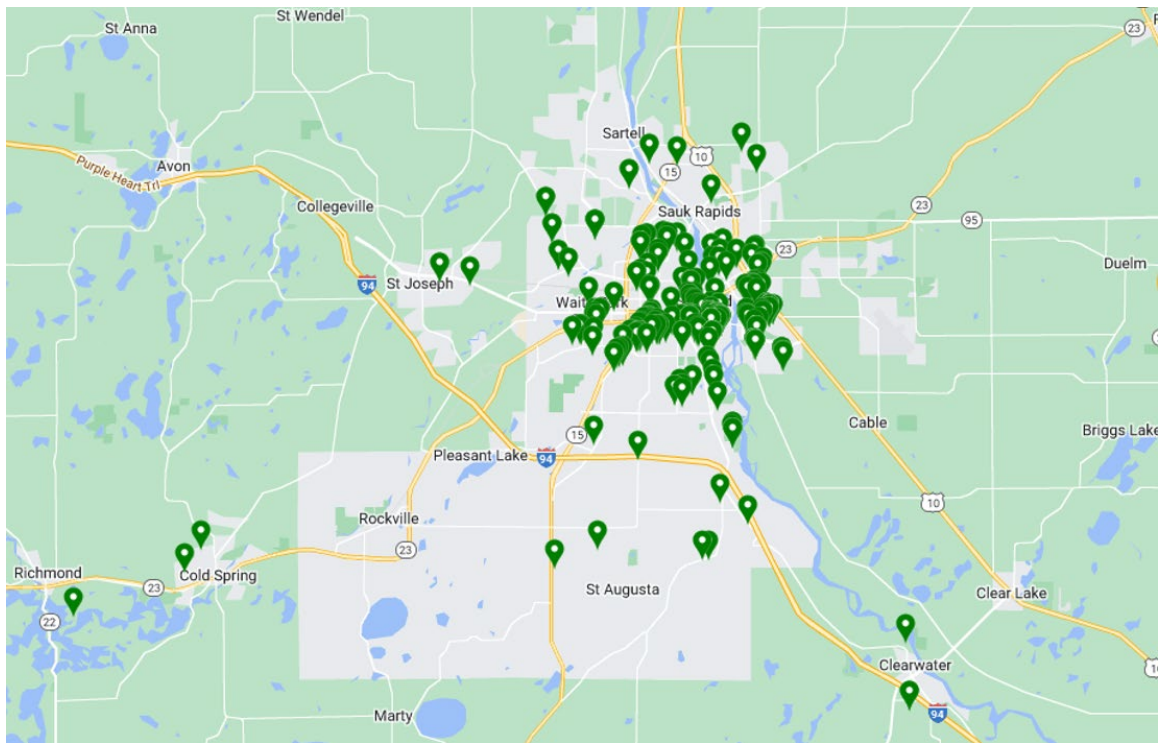 St Wendel
St Anna
23
Sartell
10
15
Avon
Purple Heart Trl
Collegeville
Sauk Rapids
23
95
23
Duelm
St Joseph
94
Cable
Briggs Lake
15
Pleasant Lake
94
10
Rockville
23
Richmond
23
Cold Spring
St Augusta
Clear Lake
22
Clearwater
10
Marty
94